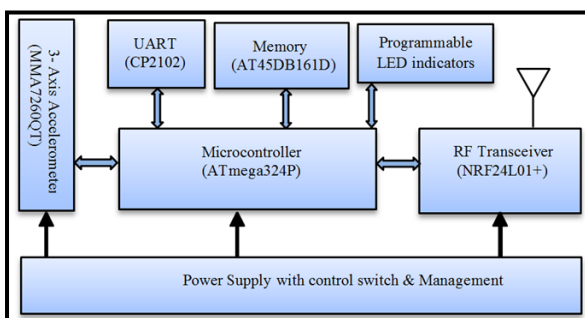 3- Axis Accelerometer
(MMA7260QT)
UART
(CP2102)
Memory
(AT45DB161D)
Programmable
LED indicators
Microcontroller
(ATmega324P)
RF Transceiver
(NRF24L01+)
Power Supply with control switch & Management